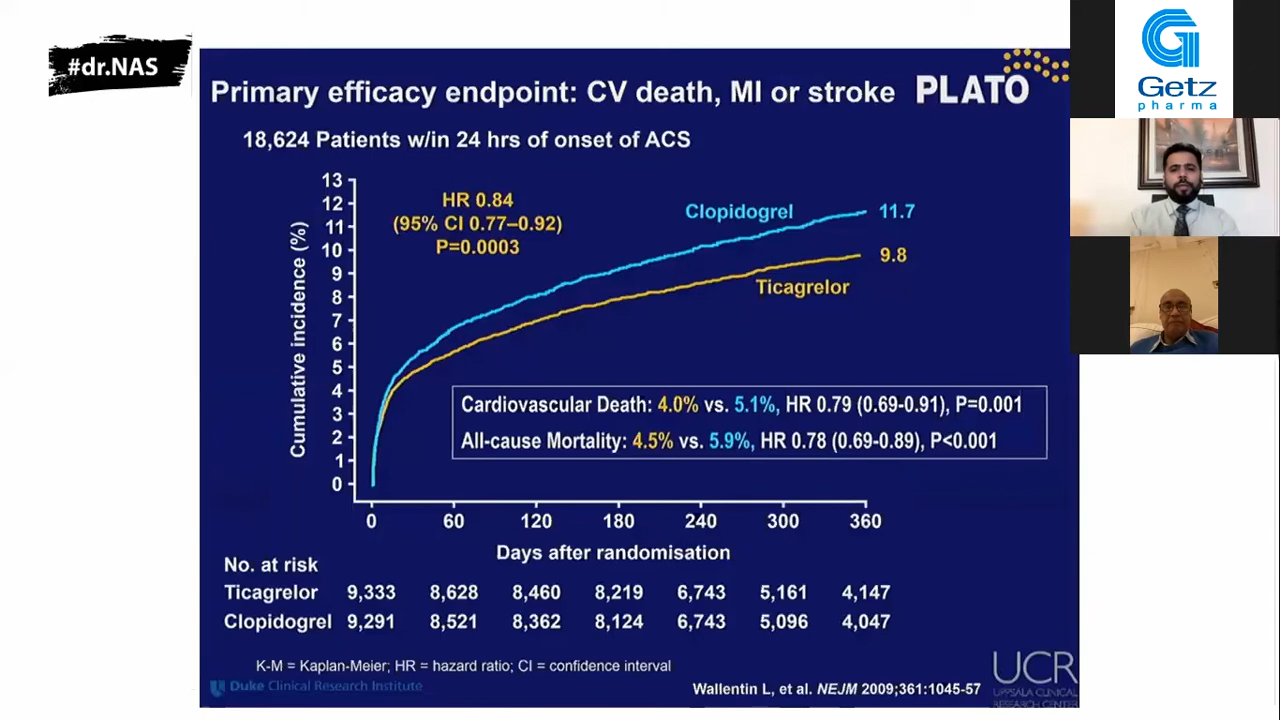 #dr.NAS
Getz
pharma
Primary efficacy endpoint: CV death, MI or stroke PLATO
18,624 Patients w/in 24 hrs of onset of ACS
HR 0.84
(95% CI 0.77–0.92)
P=0.0003
Cumulative incidence (%)
13
12
11
10
9
8
7
6
5
4
3
2
1
0
Clopidogrel 11.7
9.8
Ticagrelor
Cardiovascular Death: 4.0% vs. 5.1%, HR 0.79 (0.69-0.91), P=0.001
All-cause Mortality: 4.5% vs. 5.9%, HR 0.78 (0.69-0.89), P<0.001
0 60 120 180 240 300 360
Days after randomisation
No. at risk
Ticagrelor 9,333 8,628 8,460 8,219 6,743 5,161 4,147
Clopidogrel 9,291 8,521 8,362 8,124 6,743 5,096 4,047
K-M = Kaplan-Meier; HR = hazard ratio; CI = confidence interval
Duke Clinical Research Institute
Wallentin L, et al. NEJM 2009;361:1045-57
UCR
UPPSALA CLINICAL
RESEARCH CENTER